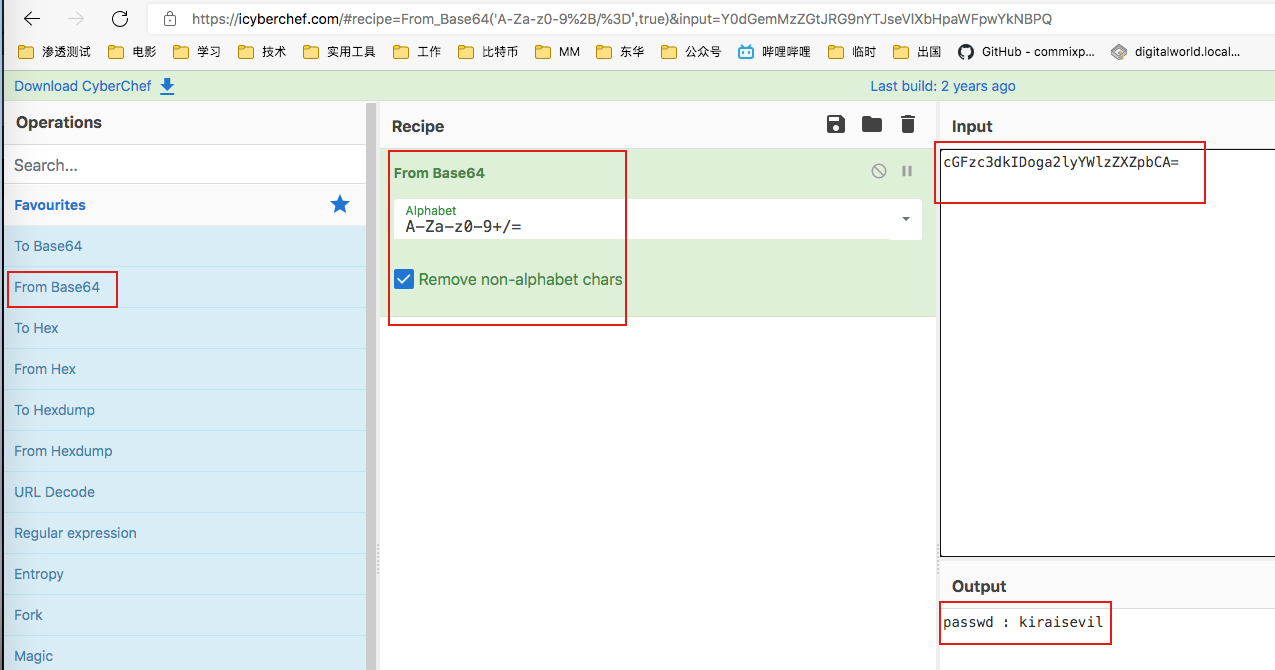 https://icyberchef.com/#recipe=From_Base64('A-Za-z0-9%2B/%3D',true)&input=Y0dGemMzZGtJRG9nYTJseVlXbHpaWFpwYkNBPQ
渗透测试 电影 学习 技术 实用工具 工作 比特币 MM 东华 公众号 哔哩哔哩 临时 出国 GitHub - commixp... digitalworld.local...
Download CyberChef Last build: 2 years ago
Operations
Search...
Favourites
To Base64
From Base64
To Hex
From Hex
To Hexdump
From Hexdump
URL Decode
Regular expression
Entropy
Fork
Magic
Recipe
From Base64
Alphabet
A-Za-z0-9+/=
Remove non-alphabet chars
Input
cGFzc3dkIDoga2lyYWlzZXZpbCA=
Output
passwd : kiraisevil